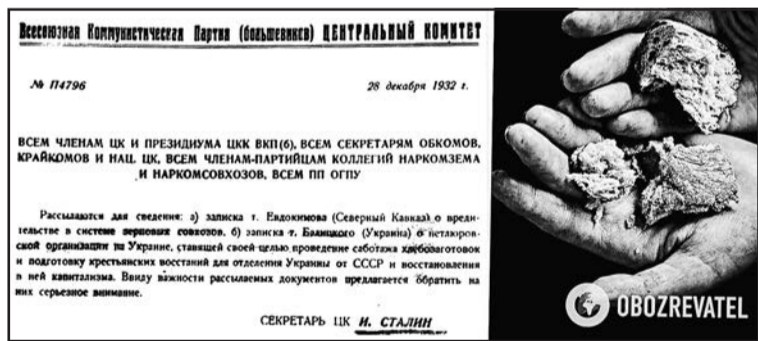 Всесоюзная Коммунистическая Партия (большевиков) ЦЕНТРАЛЬНЫЙ КОМИТЕТ
№ П4796
28 декабря 1932 г.
ВСЕМ ЧЛЕНАМ ЦК И ПРЕЗИДИУМА ЦКК ВКП(б), ВСЕМ СЕКРЕТАРЯМ ОБКОМОВ,
КРАЙКОМОВ И НАЦ. ЦК, ВСЕМ ЧЛЕНАМ-ПАРТИЙЦАМ КОЛЛЕГИЙ НАРКОМЗЕМА
И НАРКОМСОВХОЗОВ, ВСЕМ ПП ОГПУ
Рассылаются для сведения: а) записка т. Евдокимова (Северный Кавказ) о вреди-
тельстве в системе зерновых совхозов, б) записка т. Балицкого (Украина) о петлюров-
ской организации на Украине, ставящей своей целью проведение саботажа хлебозаготовок
и подготовку крестьянских восстаний для отделения Украины от СССР и восстановления
в ней капитализма. Ввиду важности рассылаемых документов предлагается обратить на
них серьезное внимание.
СЕКРЕТАРЬ ЦК И. СТАЛИН
OBOZREVATEL